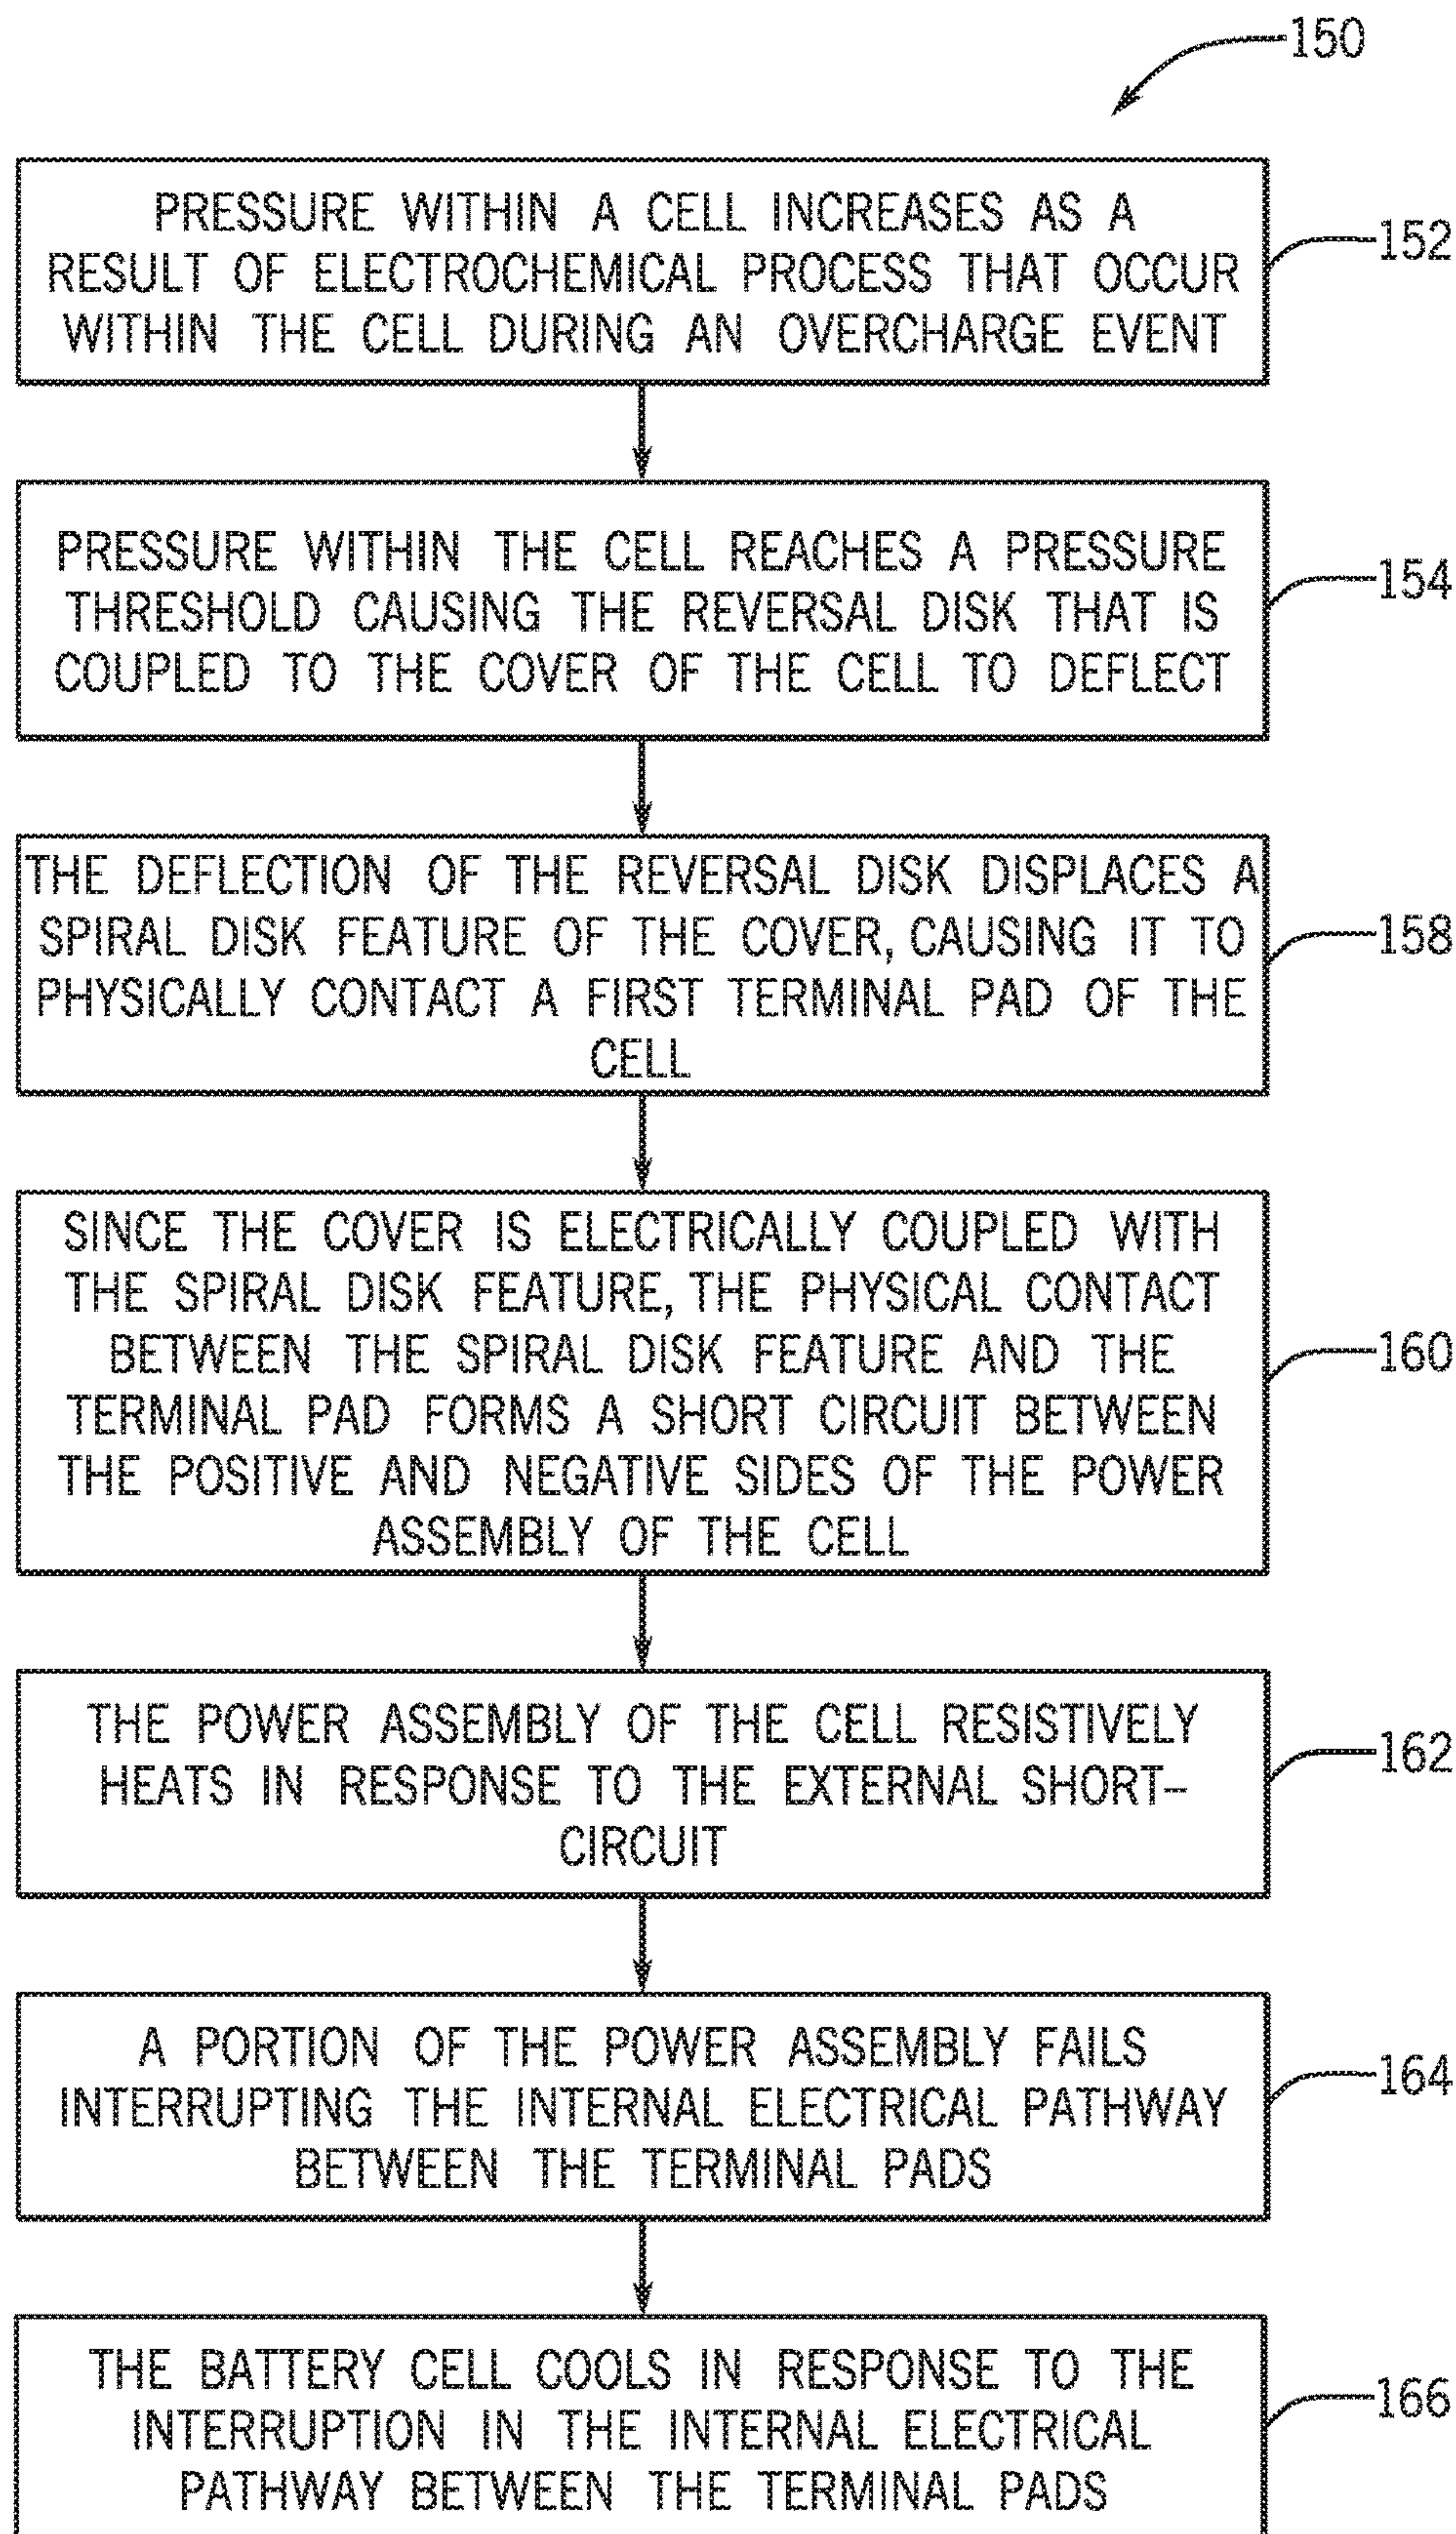 150
PRESSURE WITHIN A CELL INCREASES AS A
RESULT OF ELECTROCHEMICAL PROCESS THAT OCCUR
WITHIN THE CELL DURING AN OVERCHARGE EVENT
152
PRESSURE WITHIN THE CELL REACHES A PRESSURE
THRESHOLD CAUSING THE REVERSAL DISK THAT IS
COUPLED TO THE COVER OF THE CELL TO DEFLECT
154
THE DEFLECTION OF THE REVERSAL DISK DISPLACES A
SPIRAL DISK FEATURE OF THE COVER, CAUSING IT TO
PHYSICALLY CONTACT A FIRST TERMINAL PAD OF THE
CELL
158
SINCE THE COVER IS ELECTRICALLY COUPLED WITH
THE SPIRAL DISK FEATURE, THE PHYSICAL CONTACT
BETWEEN THE SPIRAL DISK FEATURE AND THE
TERMINAL PAD FORMS A SHORT CIRCUIT BETWEEN
THE POSITIVE AND NEGATIVE SIDES OF THE POWER
ASSEMBLY OF THE CELL
160
THE POWER ASSEMBLY OF THE CELL RESISTIVELY
HEATS IN RESPONSE TO THE EXTERNAL SHORT-
CIRCUIT
162
A PORTION OF THE POWER ASSEMBLY FAILS
INTERRUPTING THE INTERNAL ELECTRICAL PATHWAY
BETWEEN THE TERMINAL PADS
164
THE BATTERY CELL COOLS IN RESPONSE TO THE
INTERRUPTION IN THE INTERNAL ELECTRICAL
PATHWAY BETWEEN THE TERMINAL PADS
166